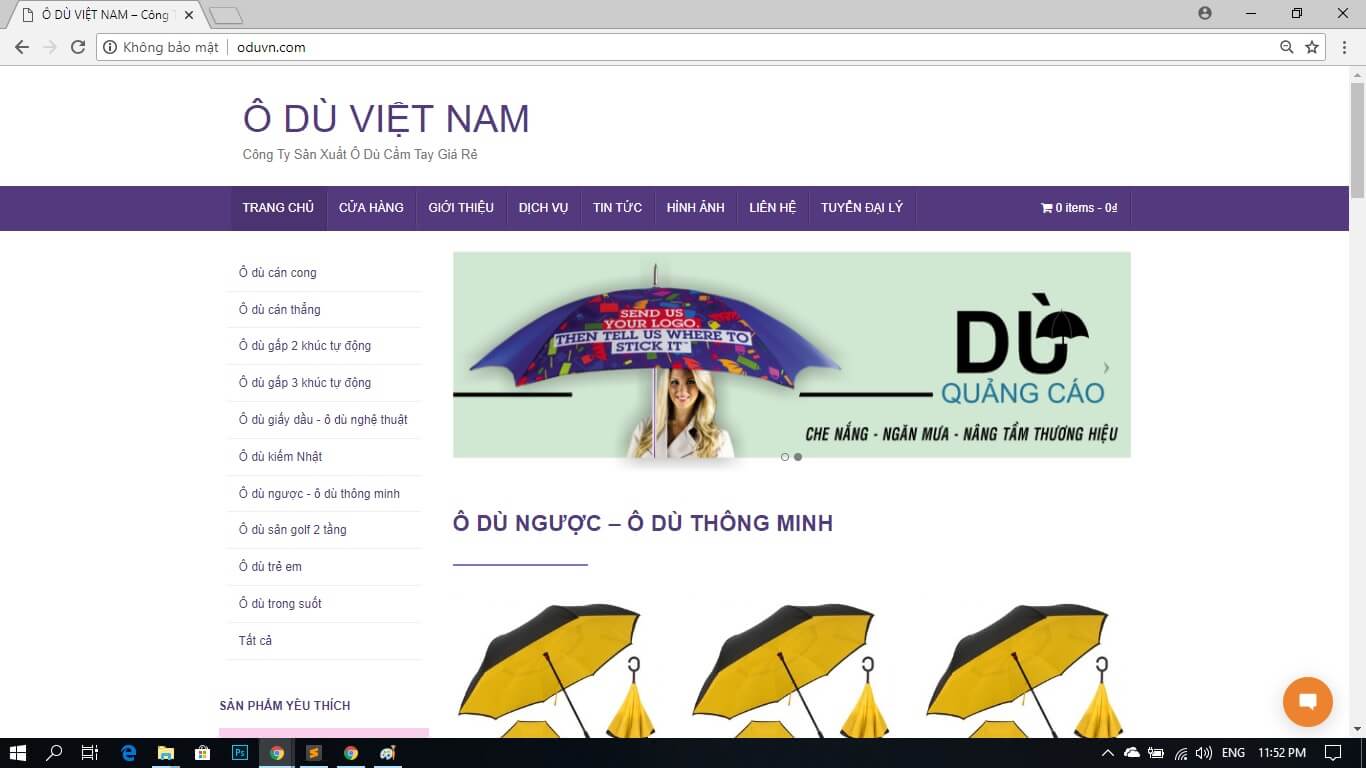 Ô DÙ VIỆT NAM – Công T
Không bảo mật
oduvn.com
Ô DÙ VIỆT NAM
Công Ty Sản Xuất Ô Dù Cầm Tay Giá Rẻ
TRANG CHỦ
CỬA HÀNG
GIỚI THIỆU
DỊCH VỤ
TIN TỨC
HÌNH ẢNH
LIÊN HỆ
TUYỂN ĐẠI LÝ
0 items - 0₫
Ô dù cán cong
Ô dù cán thẳng
Ô dù gấp 2 khúc tự động
Ô dù gấp 3 khúc tự động
Ô dù giấy dầu - ô dù nghệ thuật
Ô dù kiếm Nhật
Ô dù ngược - ô dù thông minh
Ô dù sân golf 2 tầng
Ô dù trẻ em
Ô dù trong suốt
Tất cả
SẢN PHẨM YÊU THÍCH
SEND US
YOUR LOGO,
THEN TELL US WHERE TO
STICK IT™
DÙ
QUẢNG CÁO
CHE NẮNG - NGĂN MƯA - NÂNG TẦM THƯƠNG HIỆU
Ô DÙ NGƯỢC – Ô DÙ THÔNG MINH
Ps
ENG
11:52 PM